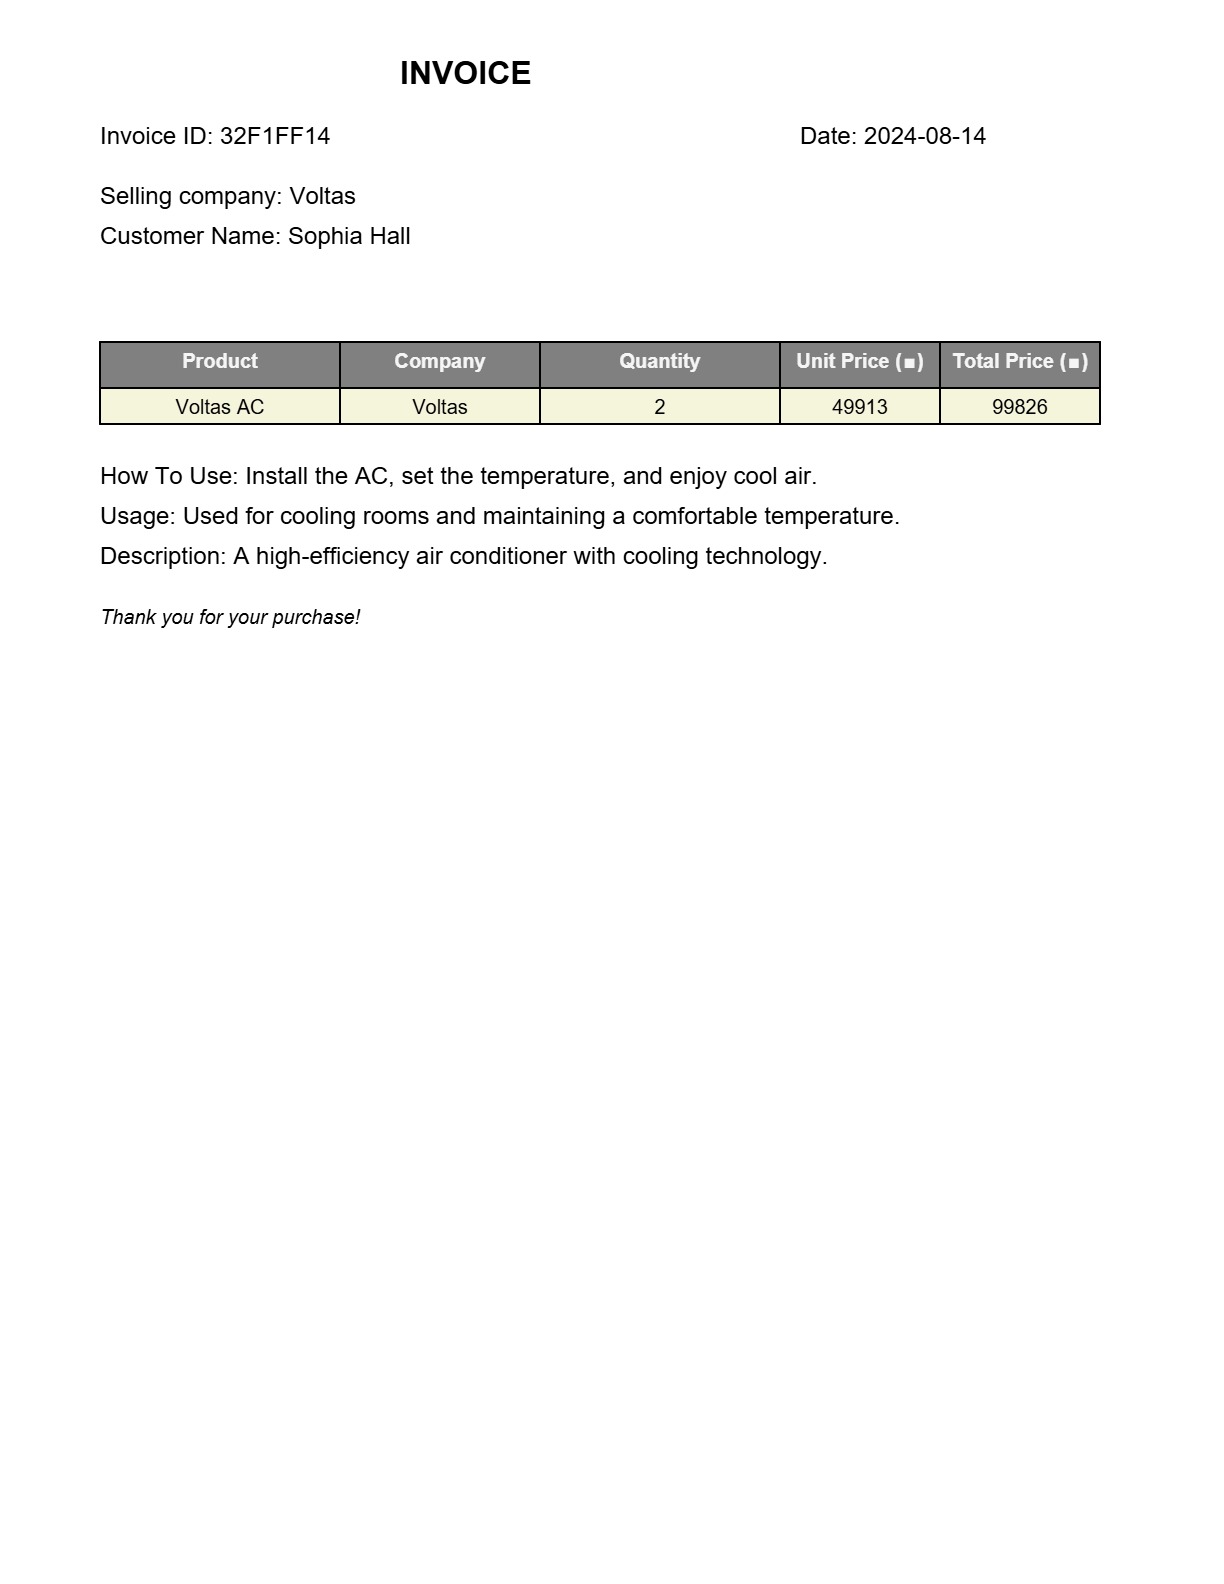 INVOICE
Invoice ID: 32F1FF14 Date: 2024-08-14
Selling company: Voltas
Customer Name: Sophia Hall
Product Company Quantity Unit Price (■) Total Price (■)
Voltas AC Voltas 2 49913 99826
How To Use: Install the AC, set the temperature, and enjoy cool air.
Usage: Used for cooling rooms and maintaining a comfortable temperature.
Description: A high-efficiency air conditioner with cooling technology.
Thank you for your purchase!